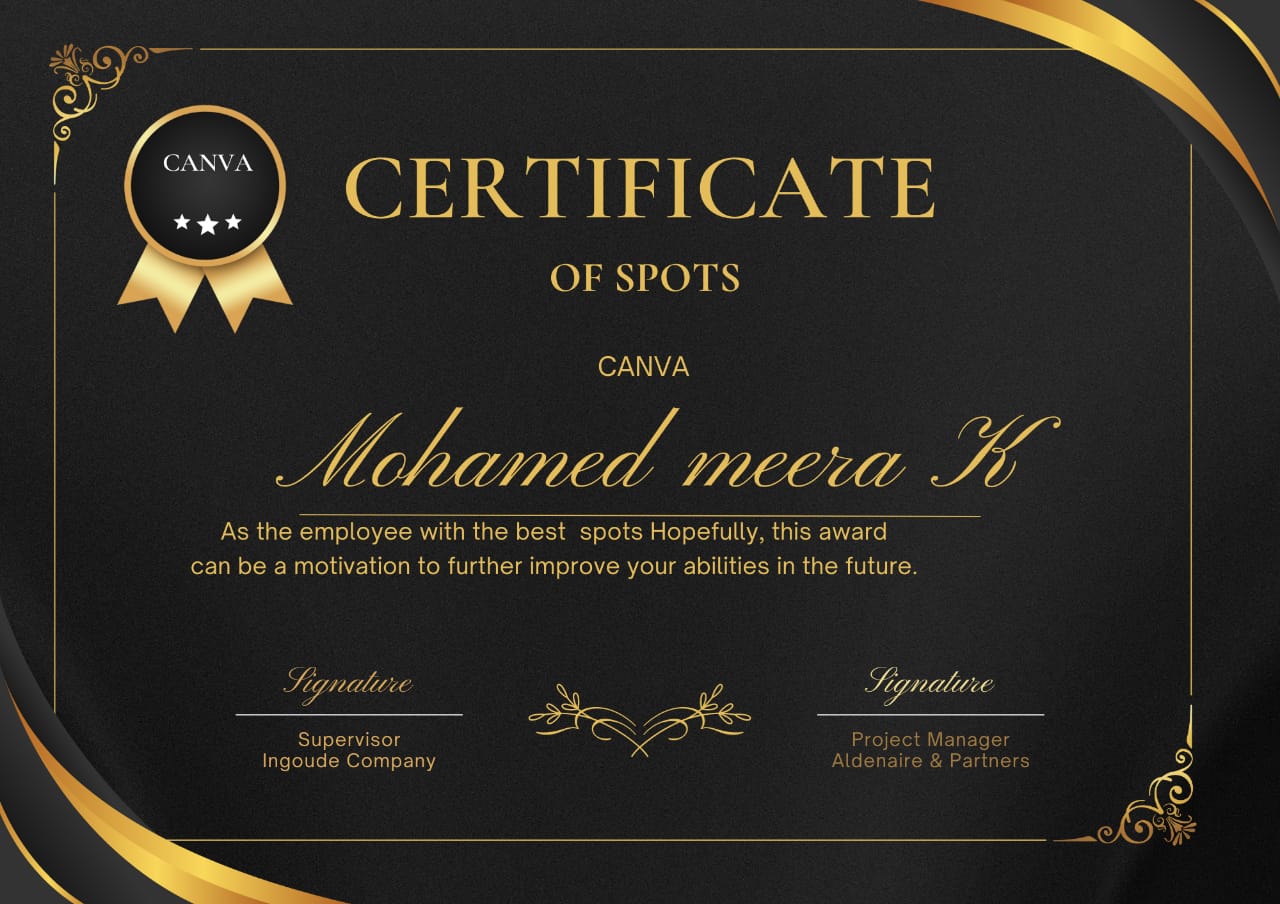 CANVA
CERTIFICATE
OF SPOTS
CANVA
Mohamed meera K
As the employee with the best  spots Hopefully, this award
can be a motivation to further improve your abilities in the future.
Signature
Supervisor
Ingoude Company
Signature
Project Manager
Aldenaire & Partners